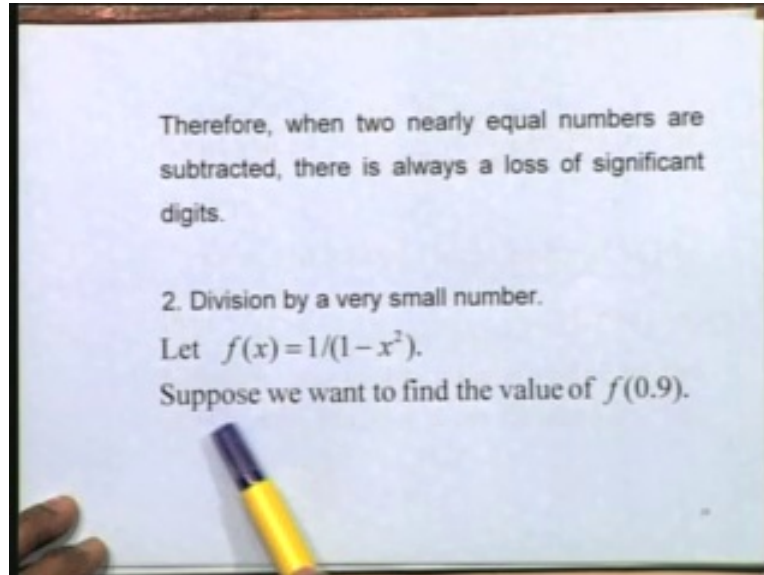 Therefore, when two nearly equal numbers are
subtracted, there is always a loss of significant
digits.
2. Division by a very small number.
Let f(x) = 1/(1 − x²).
Suppose we want to find the value of f(0.9).